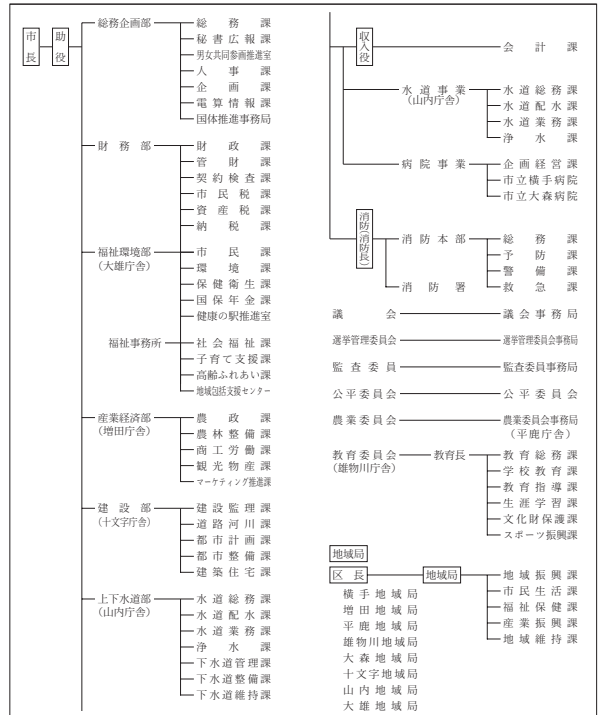 市長
助役
総務企画部
総務課
秘書広報課
男女共同参画推進室
人事課
企画課
電算情報課
国体推進事務局
財務部
財政課
管財課
契約検査課
市民税課
資産税課
納税課
福祉環境部
(大雄庁舎)
市民課
環境課
保健衛生課
国保年金課
健康の駅推進室
福祉事務所
社会福祉課
子育て支援課
高齢ふれあい課
地域包括支援センター
産業経済部
(増田庁舎)
農政課
農林整備課
商工労働課
観光物産課
マーケティング推進課
建設部
(十文字庁舎)
建設監理課
道路河川課
都市計画課
都市整備課
建築住宅課
上下水道部
(山内庁舎)
水道総務課
水道配水課
水道業務課
浄水課
下水道管理課
下水道整備課
下水道維持課
収入役
会計課
水道事業
(山内庁舎)
水道総務課
水道配水課
水道業務課
浄水課
病院事業
企画経営課
市立横手病院
市立大森病院
消防(消防長)
消防本部
総務課
予防課
警備課
消防署
救急課
議会
議会事務局
選挙管理委員会
選挙管理委員会事務局
監査委員
監査委員事務局
公平委員会
公平委員会
農業委員会
農業委員会事務局
(平鹿庁舎)
教育委員会
(雄物川庁舎)
教育長
教育総務課
学校教育課
教育指導課
生涯学習課
文化財保護課
スポーツ振興課
地域局
区長
地域局
地域振興課
市民生活課
福祉保健課
産業振興課
地域維持課
横手地域局
増田地域局
平鹿地域局
雄物川地域局
大森地域局
十文字地域局
山内地域局
大雄地域局